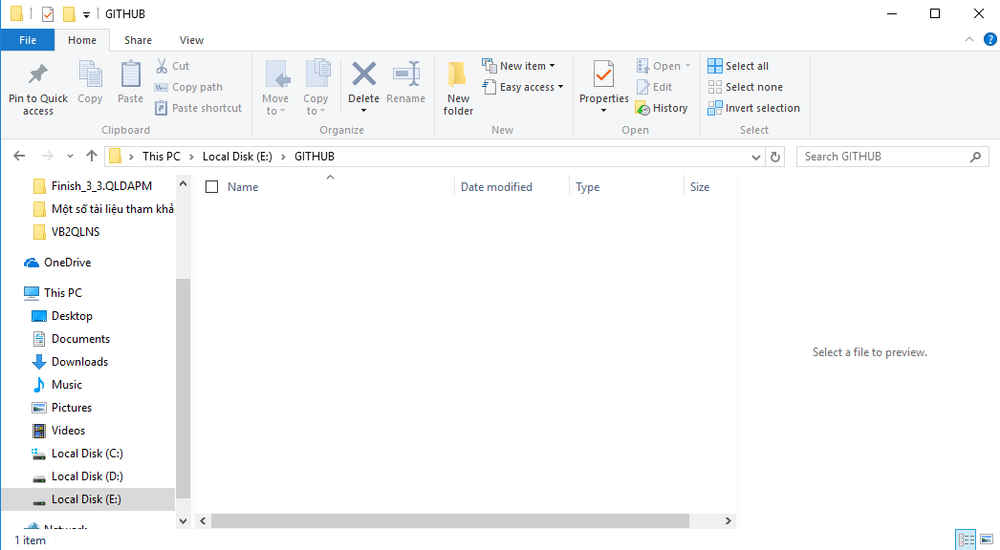 GITHUB
File Home Share View
Pin to Quick access
Copy
Paste
Cut
Copy path
Paste shortcut
Clipboard
Move to
Copy to
Delete
Rename
Organize
New folder
New item
Easy access
New
Properties
Open
Edit
History
Open
Select all
Select none
Invert selection
Select
This PC > Local Disk (E:) > GITHUB
Search GITHUB
Name Date modified Type Size
Finish_3_3.QLDAPM
Một số tài liệu tham khả
VB2QLNS
OneDrive
This PC
Desktop
Documents
Downloads
Music
Pictures
Videos
Local Disk (C:)
Local Disk (D:)
Local Disk (E:)
Network
Select a file to preview.
1 item